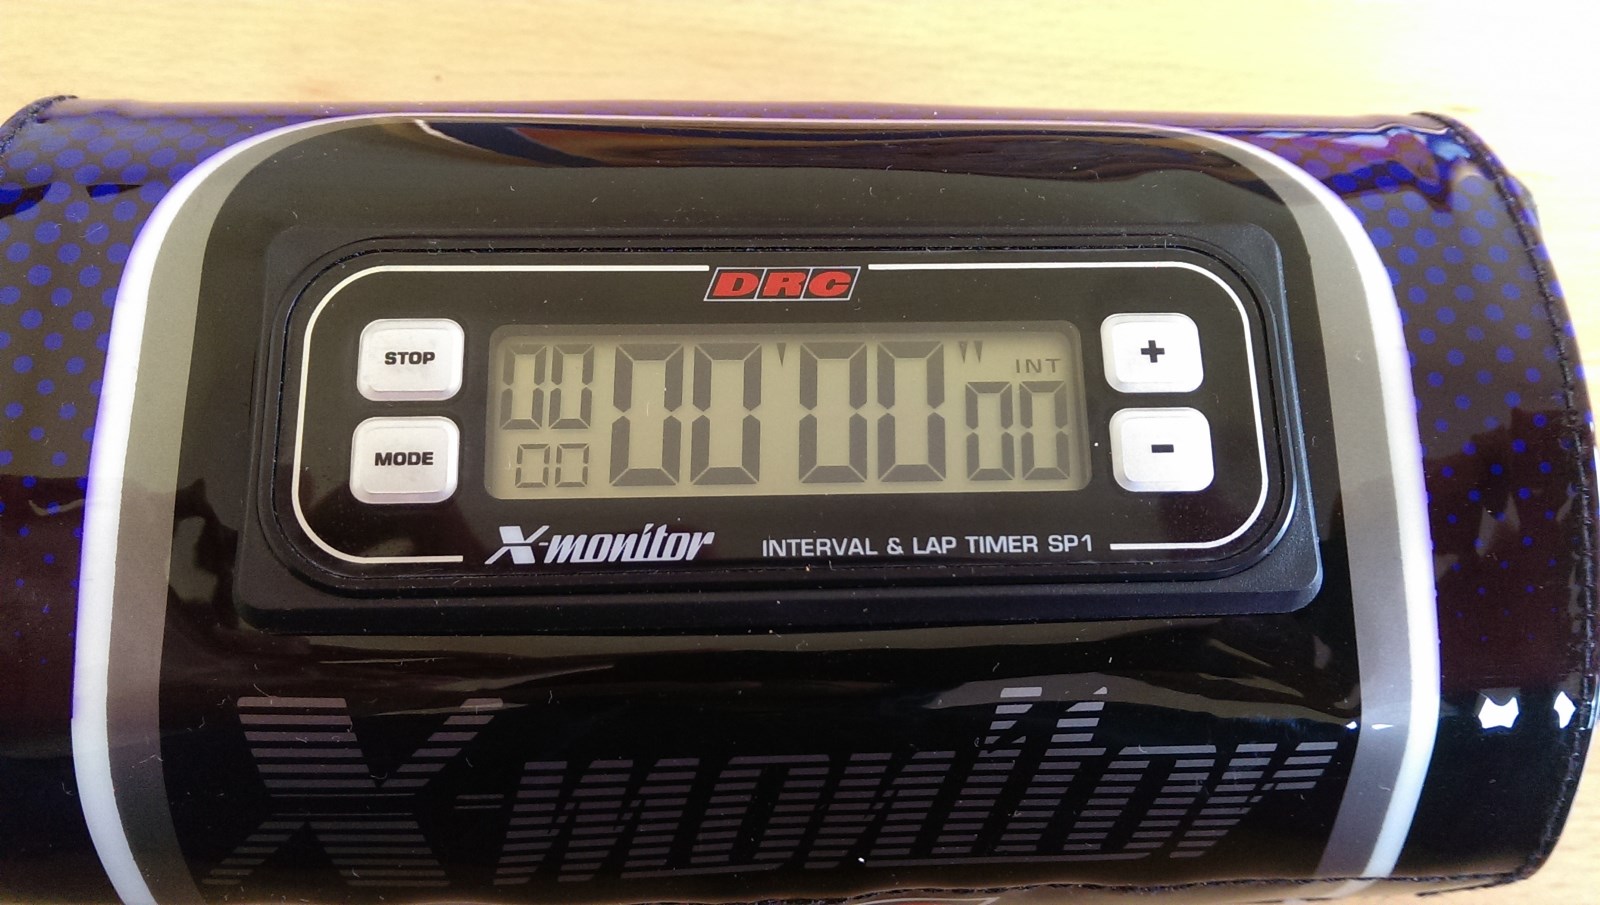 DRC
STOP
MODE
00
00
00'00"00
INT
+
-
X-monitor
INTERVAL & LAP TIMER SP1
X-monitor